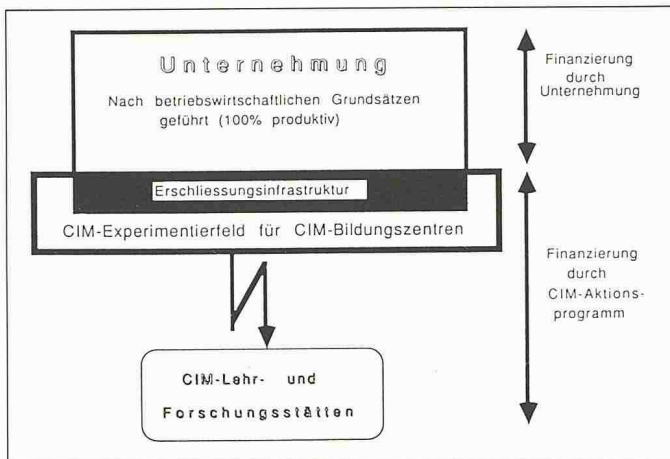 Unternehmung
Nach betriebswirtschaftlichen Grundsätzen
geführt (100% produktiv)
Erschliessungsinfrastruktur
CIM-Experimentierfeld für CIM-Bildungszentren
CIM-Lehr- und
Forschungsstätten
Finanzierung
durch
Unternehmung
Finanzierung
durch
CIM-Aktions-
programm